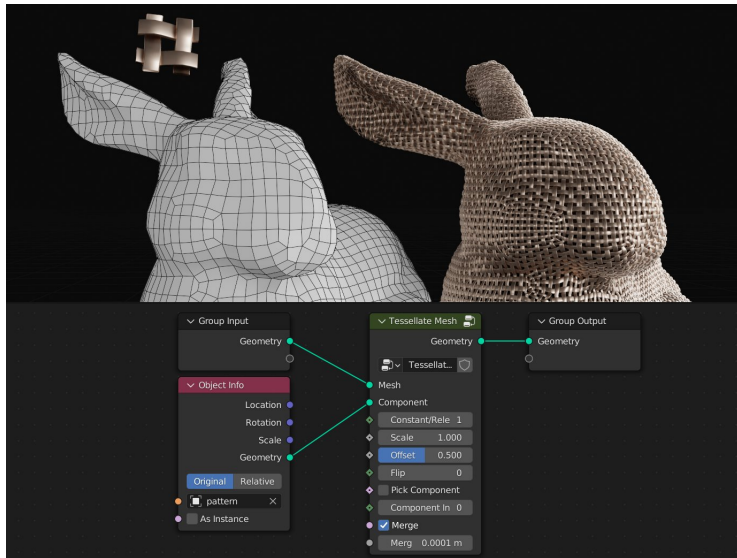 Group Input
Geometry
Object Info
Location
Rotation
Scale
Geometry
Original Relative
pattern
As Instance
Tessellate Mesh
Geometry
Tessellat...
Mesh
Component
Constant/Rele 1
Scale 1.000
Offset 0.500
Flip 0
Pick Component
Component In 0
Merge
Merg 0.0001 m
Group Output
Geometry